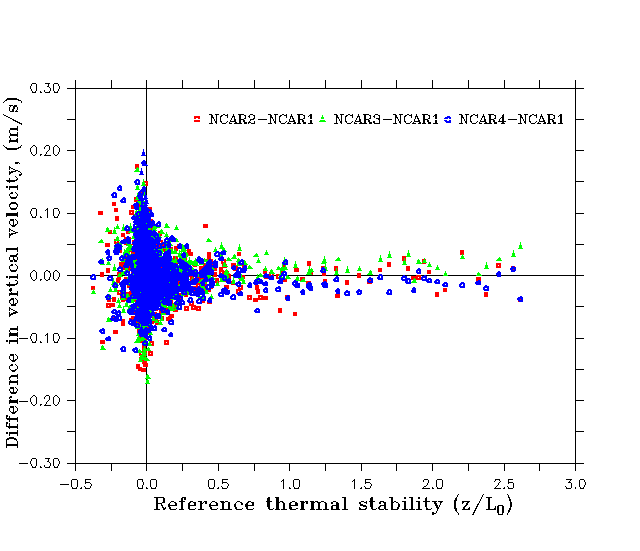 0.30
NCAR2−NCAR1 NCAR3−NCAR1 NCAR4−NCAR1
0.20
0.10
0.00
−0.10
−0.20
−0.30
Difference in vertical velocity, (m/s)
−0.5 0.0 0.5 1.0 1.5 2.0 2.5 3.0
Reference thermal stability (z/L₀)